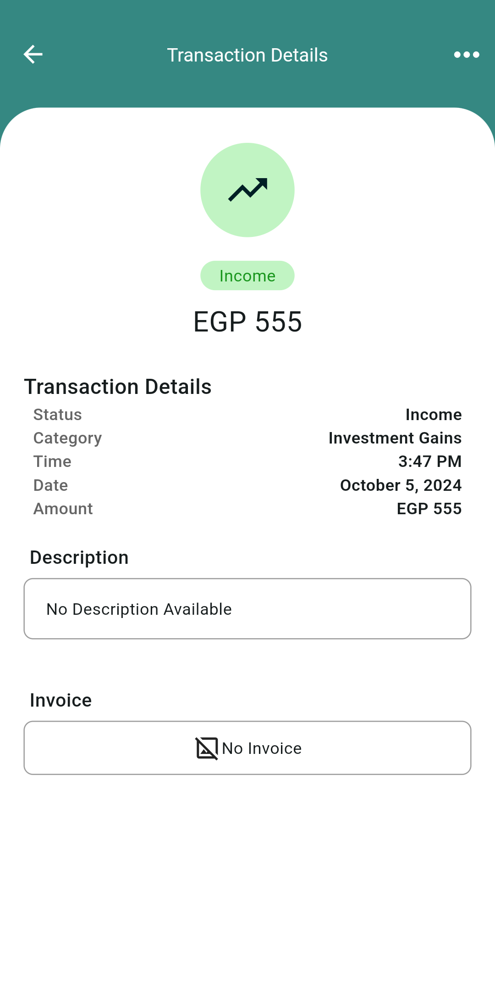 Transaction Details
Income
EGP 555
Transaction Details
Status Income
Category Investment Gains
Time 3:47 PM
Date October 5, 2024
Amount EGP 555
Description
No Description Available
Invoice
No Invoice